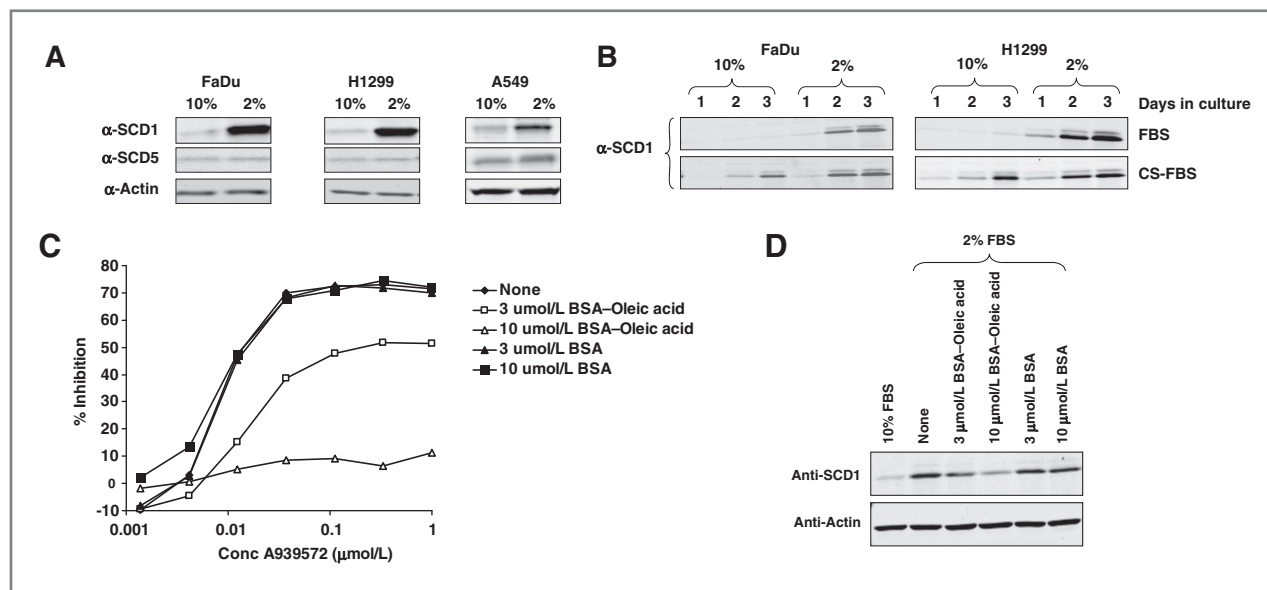 A
FaDu
H1299
A549
10% 2%
10% 2%
10% 2%
α-SCD1
α-SCD5
α-Actin
B
FaDu
H1299
10%
2%
10%
2%
1 2 3 1 2 3
1 2 3 1 2 3
Days in culture
α-SCD1
FBS
CS-FBS
C
80
70
60
50
40
30
20
10
0
-10
% Inhibition
0.001
0.01
0.1
1
Conc A939572 (μmol/L)
None
3 umol/L BSA–Oleic acid
10 umol/L BSA–Oleic acid
3 umol/L BSA
10 umol/L BSA
D
2% FBS
10% FBS
None
3 μmol/L BSA–Oleic acid
10 μmol/L BSA–Oleic acid
3 μmol/L BSA
10 μmol/L BSA
Anti-SCD1
Anti-Actin